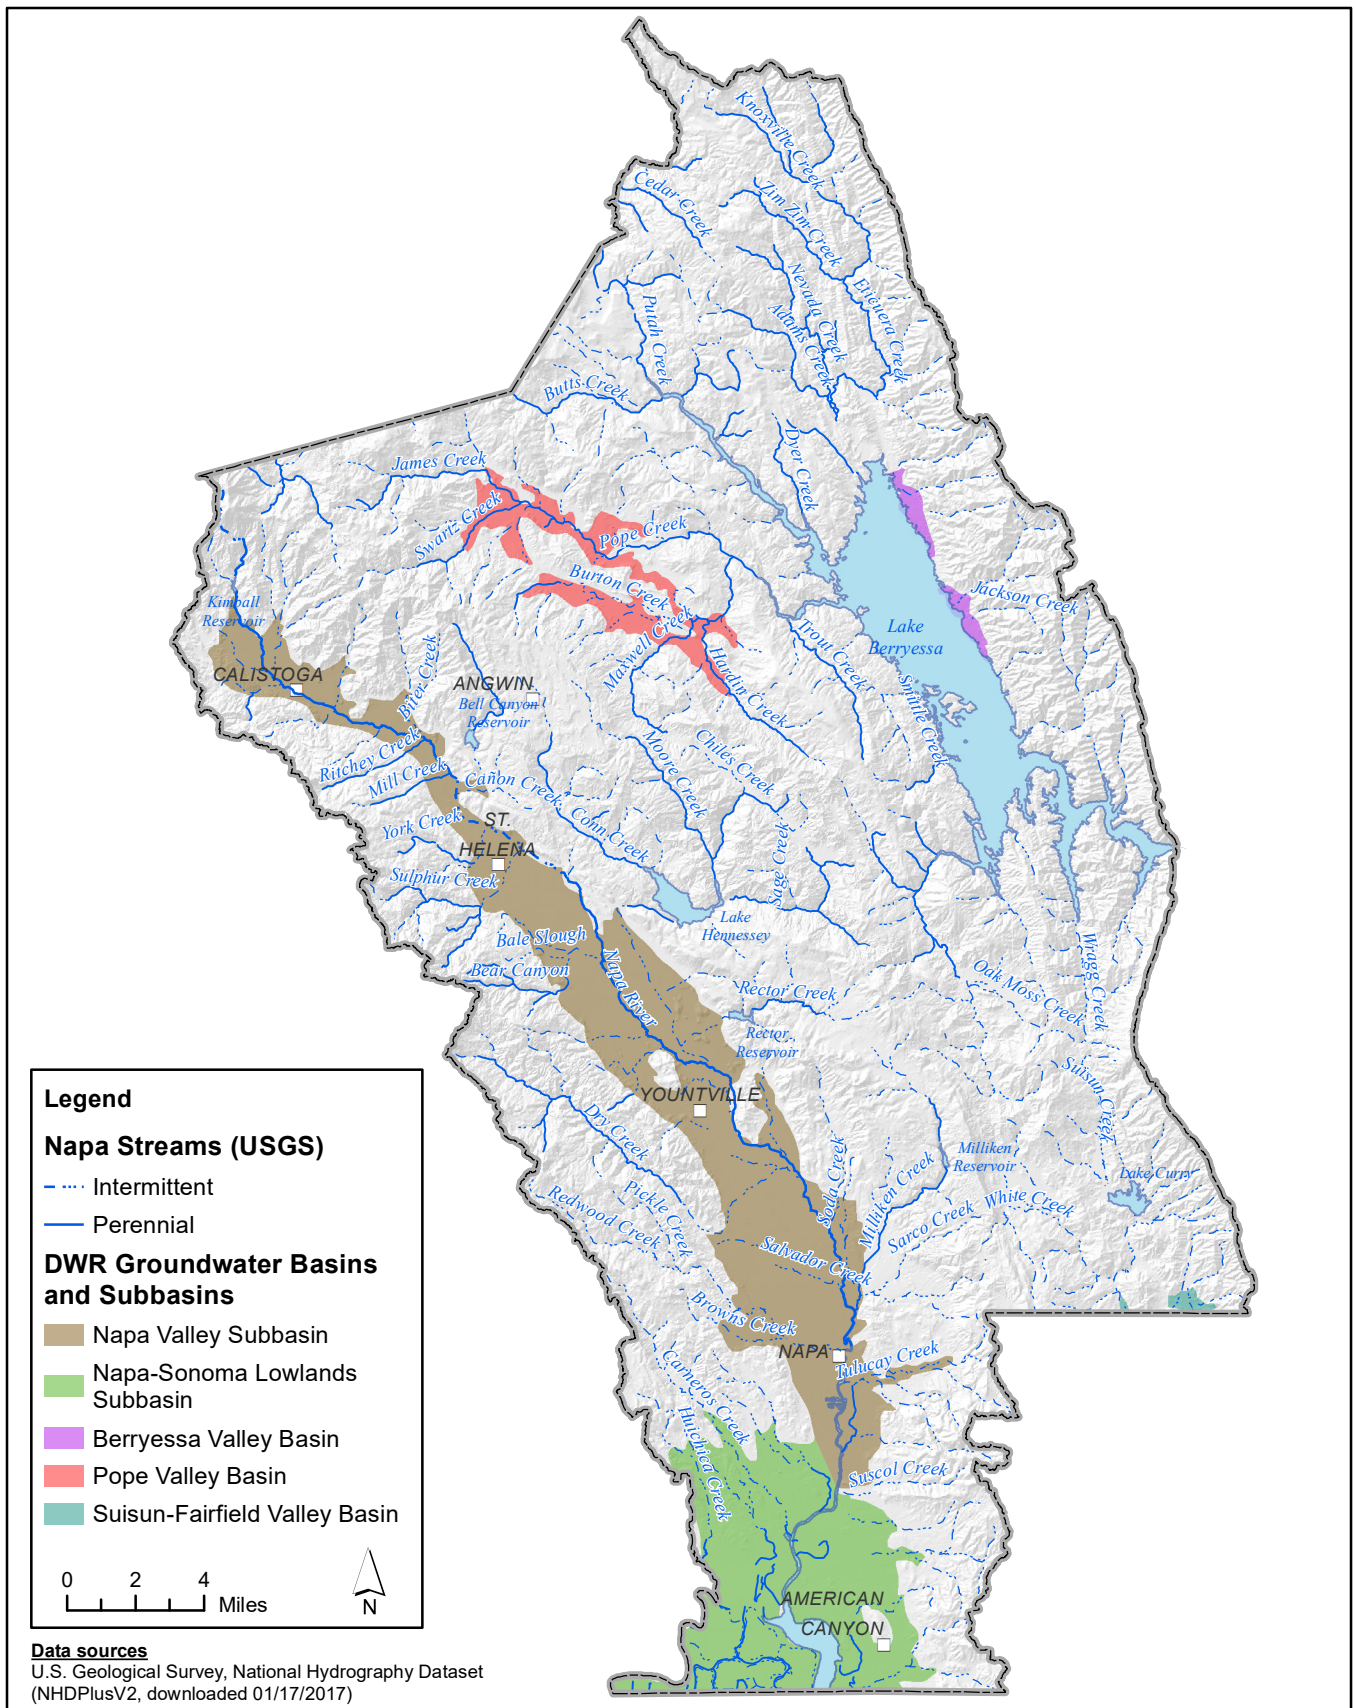 Knoxville Creek
Cedar Creek
Zim Zim Creek
Eticuera Creek
Nevada Creek
Adams Creek
Putah Creek
Butts Creek
Dyer Creek
James Creek
Swartz Creek
Pope Creek
Burton Creek
Maxwell Creek
Hardin Creek
Trout Creek
Jackson Creek
Lake
Berryessa
Smittle Creek
Kimball
Reservoir
CALISTOGA
Biter Creek
ANGWIN
Bell Canyon
Reservoir
Ritchey Creek
Mill Creek
Cañon Creek
Moore Creek
Chiles Creek
York Creek
ST.
HELENA
Conn Creek
Sage Creek
Sulphur Creek
Lake
Hennessey
Bale Slough
Bear Canyon
Napa River
Rector Creek
Rector
Reservoir
Oak Moss Creek
Wragg Creek
Suisun Creek
YOUNTVILLE
Dry Creek
Soda Creek
Milliken Creek
Milliken
Reservoir
Lake Curry
Pickle Creek
Redwood Creek
Sarco Creek
White Creek
Salvador Creek
Browns Creek
NAPA
Tulucay Creek
Carneros Creek
Huichica Creek
Suscol Creek
AMERICAN
CANYON
Legend
Napa Streams (USGS)
Intermittent
Perennial
DWR Groundwater Basins
and Subbasins
Napa Valley Subbasin
Napa-Sonoma Lowlands
Subbasin
Berryessa Valley Basin
Pope Valley Basin
Suisun-Fairfield Valley Basin
0 2 4
Miles
N
Data sources
U.S. Geological Survey, National Hydrography Dataset
(NHDPlusV2, downloaded 01/17/2017)